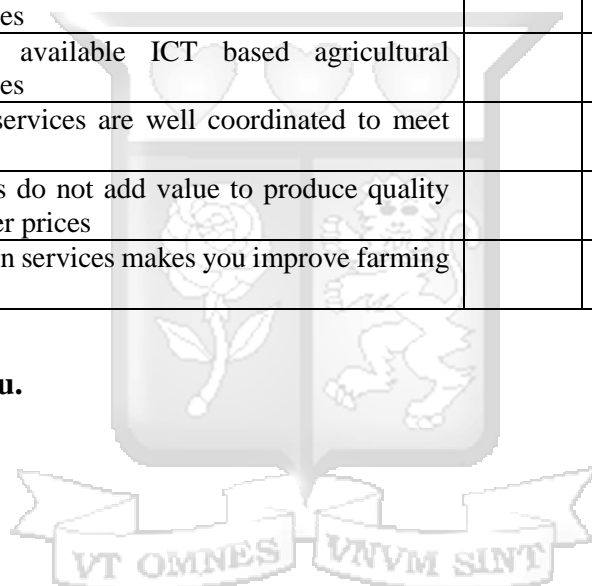 es
available ICT based agricultural
es
services are well coordinated to meet
s do not add value to produce quality
er prices
n services makes you improve farming
u.
VT OMNES VNVM SINT